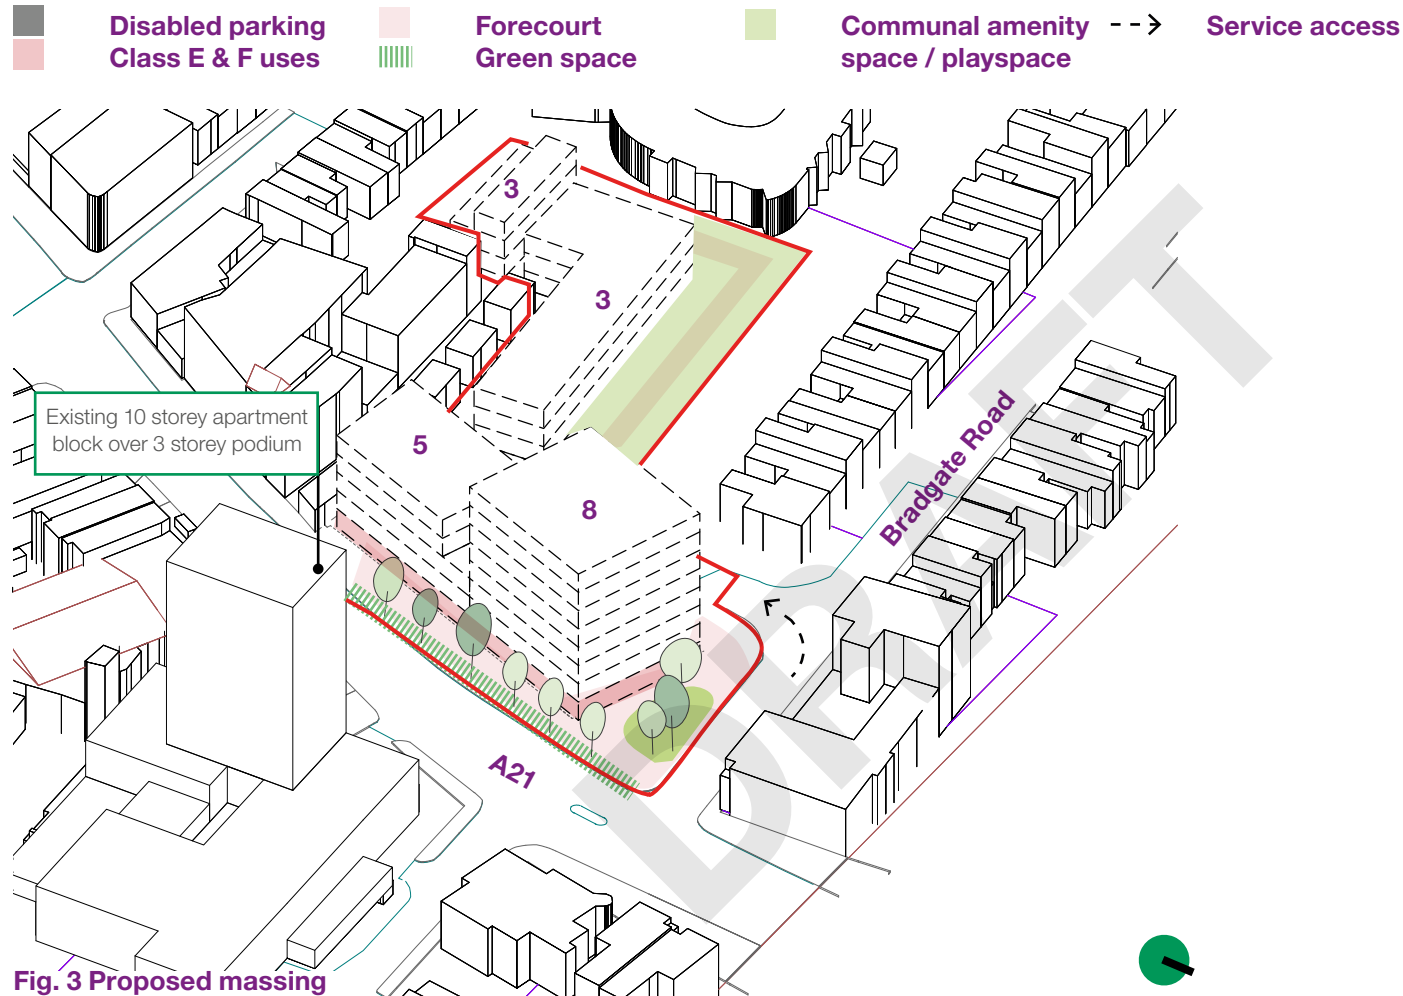 Disabled parking
Class E & F uses
Forecourt
Green space
Communal amenity
space / playspace
Service access
3
3
Existing 10 storey apartment
block over 3 storey podium
5
8
Bradgate Road
A21
DRAFT
Fig. 3 Proposed massing